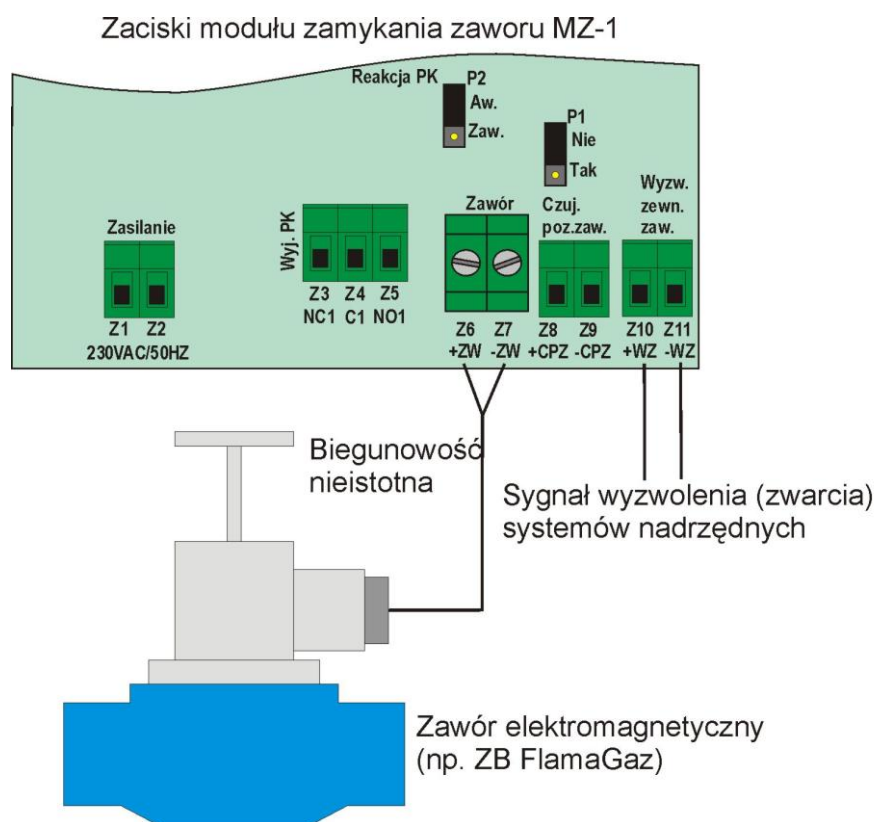 Zaciski modułu zamykania zaworu MZ-1
Reakcja PK P2
Aw.
Zaw.
P1
Nie
Tak
Zasilanie
Wyj. PK
Zawór
Czuj.
poz.zaw.
Wyzw.
zewn.
zaw.
Z1 Z2
230VAC/50HZ
Z3 Z4 Z5
NC1 C1 NO1
Z6 Z7 Z8 Z9 Z10 Z11
+ZW -ZW +CPZ -CPZ +WZ -WZ
Biegunowość
nieistotna
Sygnał wyzwolenia (zwarcia)
systemów nadrzędnych
Zawór elektromagnetyczny
(np. ZB FlamaGaz)